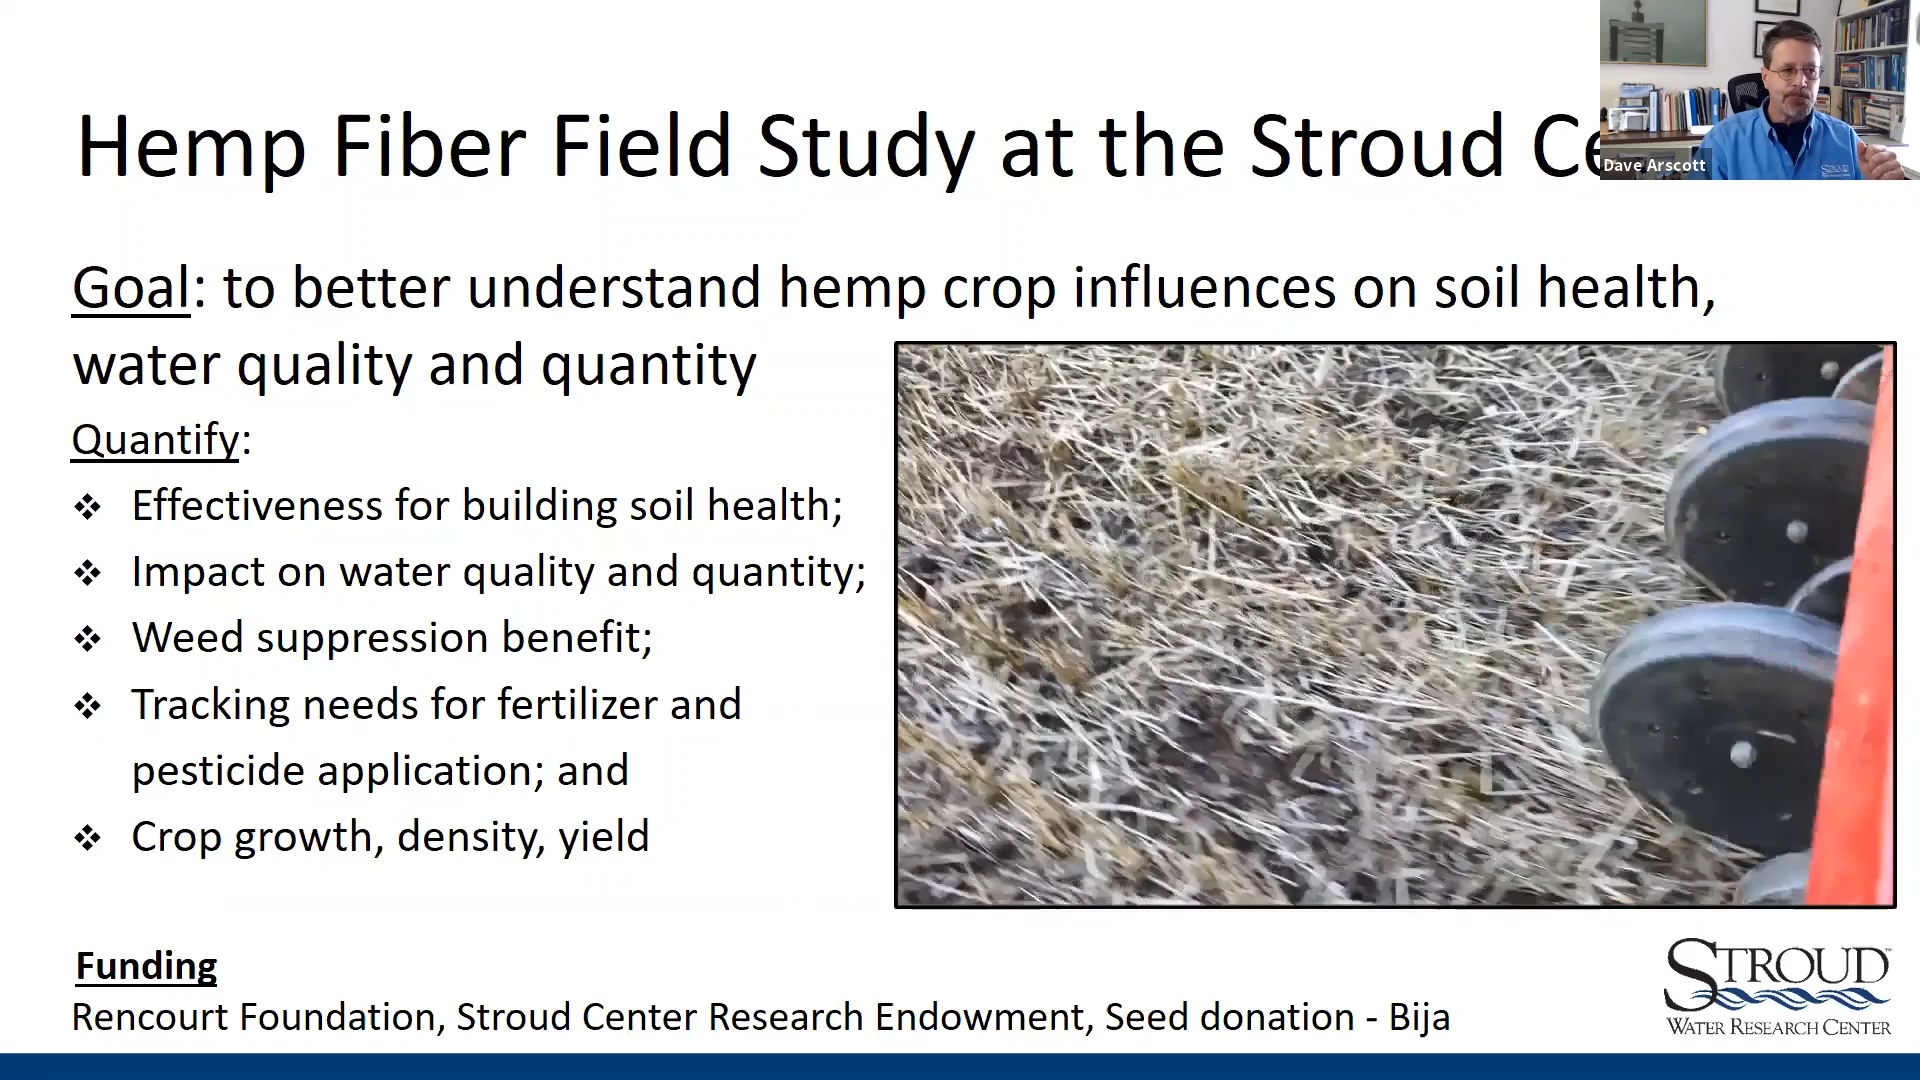 Hemp Fiber Field Study at the Stroud Ce
Dave Arscott
STROUD
Goal: to better understand hemp crop influences on soil health,
water quality and quantity
Quantify:
❖ Effectiveness for building soil health;
❖ Impact on water quality and quantity;
❖ Weed suppression benefit;
❖ Tracking needs for fertilizer and
pesticide application; and
❖ Crop growth, density, yield
Funding
Rencourt Foundation, Stroud Center Research Endowment, Seed donation - Bija
STROUD™
WATER RESEARCH CENTER